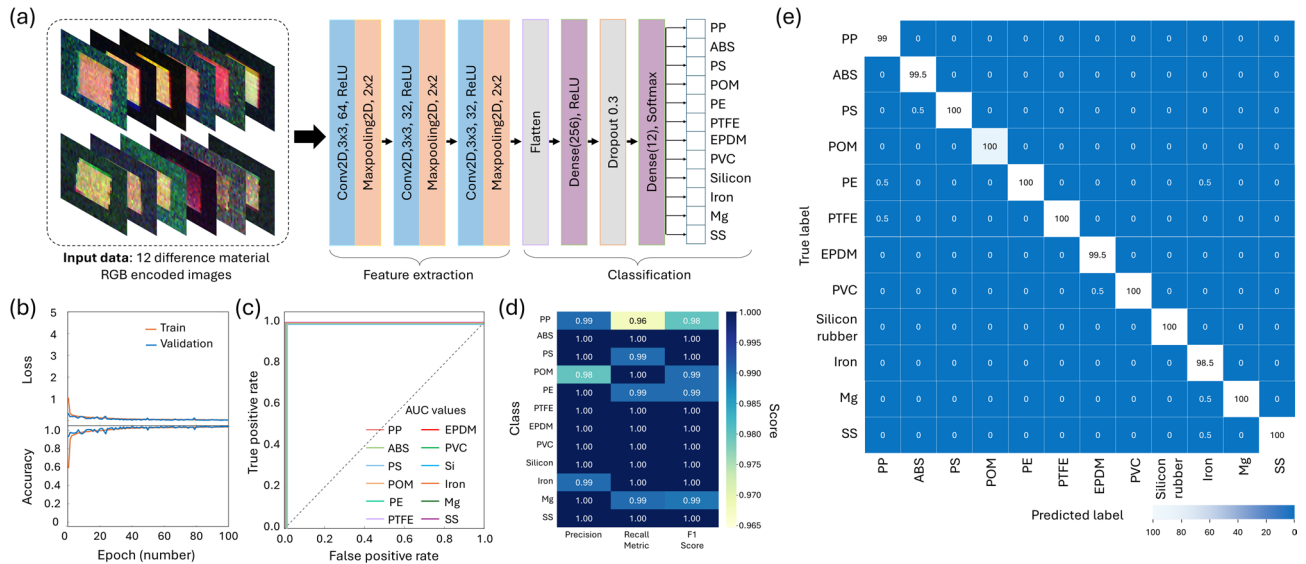 (a)
Input data: 12 difference material
RGB encoded images
Conv2D,3x3, 64, ReLU
Maxpooling2D, 2x2
Conv2D,3x3, 32, ReLU
Maxpooling2D, 2x2
Conv2D,3x3, 32, ReLU
Maxpooling2D, 2x2
Flatten
Dense(256), ReLU
Dropout 0.3
Dense(12), Softmax
PP
ABS
PS
POM
PE
PTFE
EPDM
PVC
Silicon
Iron
Mg
SS
Feature extraction
Classification
(b)
Loss
5
4
3
2
1
Train
Validation
Accuracy
1.0
0.8
0.6
0.4
0.2
0
0 20 40 60 80 100
Epoch (number)
(c)
True positive rate
1.0
0.8
0.6
0.4
0.2
0.0
0.0 0.2 0.4 0.6 0.8 1.0
False positive rate
AUC values
PP EPDM
ABS PVC
PS Si
POM Iron
PE Mg
PTFE SS
(d)
Class
PP 0.99 0.96 0.98
ABS 1.00 1.00 1.00
PS 1.00 0.99 1.00
POM 0.98 1.00 0.99
PE 1.00 0.99 0.99
PTFE 1.00 1.00 1.00
EPDM 1.00 1.00 1.00
PVC 1.00 1.00 1.00
Silicon 1.00 1.00 1.00
Iron 0.99 1.00 1.00
Mg 1.00 0.99 0.99
SS 1.00 1.00 1.00
Precision Recall F1
Metric Score
1.000
0.995
0.990
0.985
0.980
0.975
0.970
0.965
Score
(e)
True label
PP 99 0 0 0 0 0 0 0 0 0 0 0
ABS 0 99.5 0 0 0 0 0 0 0 0 0 0
PS 0 0.5 100 0 0 0 0 0 0 0 0 0
POM 0 0 0 100 0 0 0 0 0 0 0 0
PE 0.5 0 0 0 100 0 0 0 0 0.5 0 0
PTFE 0.5 0 0 0 0 100 0 0 0 0 0 0
EPDM 0 0 0 0 0 0 99.5 0 0 0 0 0
PVC 0 0 0 0 0 0 0.5 100 0 0 0 0
Silicon
rubber 0 0 0 0 0 0 0 0 100 0 0 0
Iron 0 0 0 0 0 0 0 0 0 98.5 0 0
Mg 0 0 0 0 0 0 0 0 0 0.5 100 0
SS 0 0 0 0 0 0 0 0 0 0.5 0 100
PP
ABS
PS
POM
PE
PTFE
EPDM
PVC
Silicon
rubber
Iron
Mg
SS
Predicted label
100 80 60 40 20 0